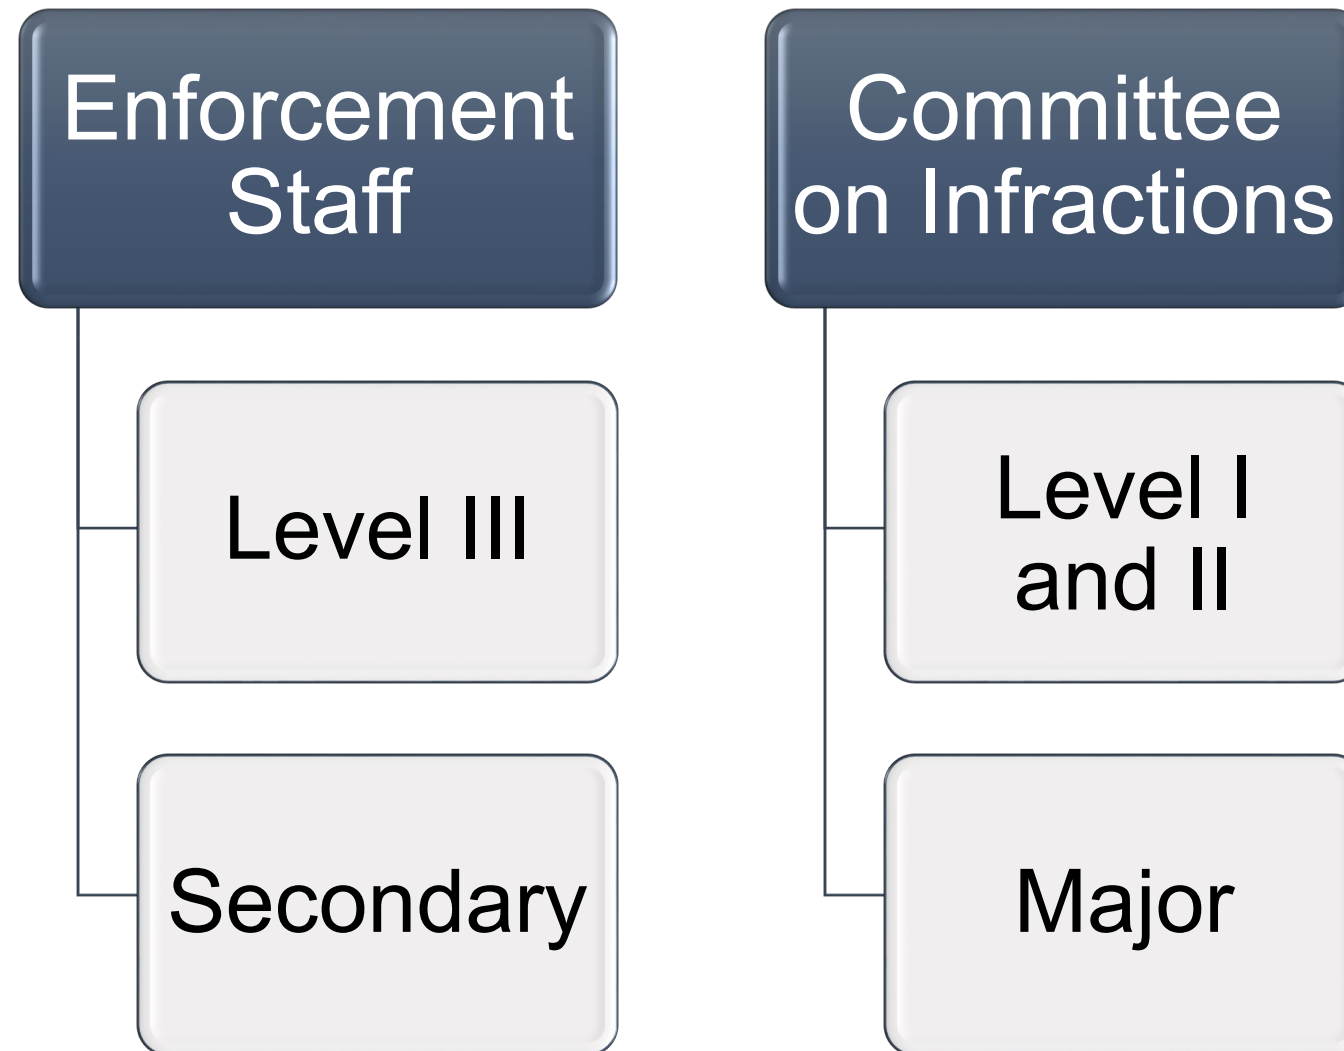 Enforcement
Staff
Level III
Secondary
Committee
on Infractions
Level I
and II
Major